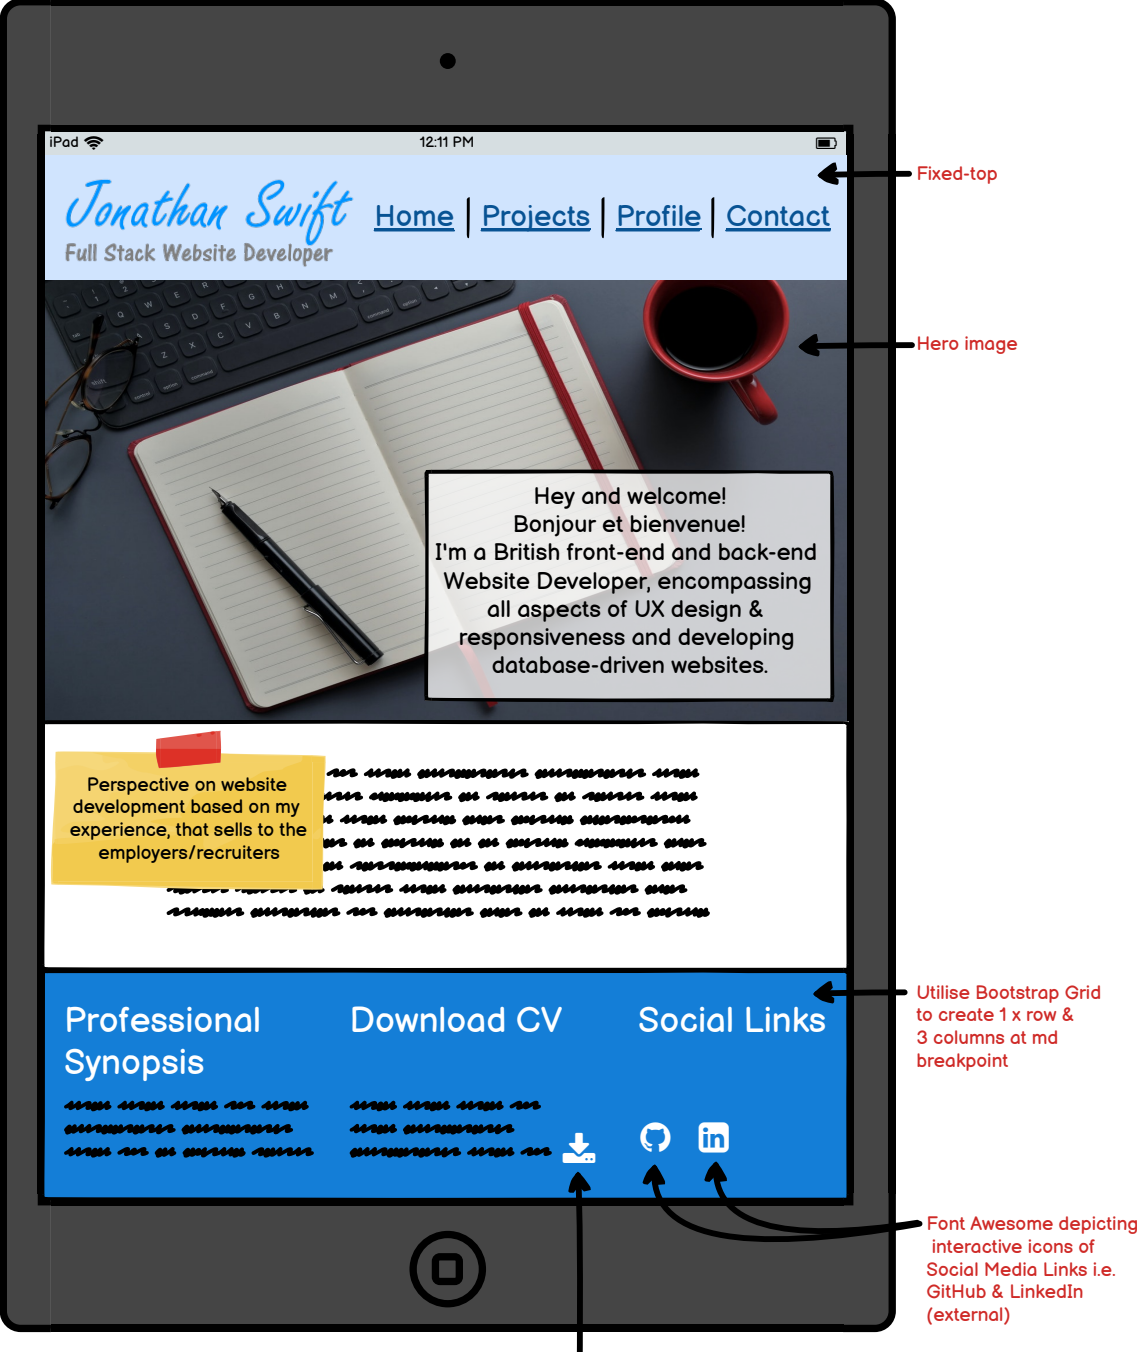 iPad 12:11 PM
Jonathan Swift
Full Stack Website Developer
Home Projects Profile Contact
Fixed-top
Hero image
Hey and welcome!
Bonjour et bienvenue!
I'm a British front-end and back-end
Website Developer, encompassing
all aspects of UX design &
responsiveness and developing
database-driven websites.
Perspective on website
development based on my
experience, that sells to the
employers/recruiters
Utilise Bootstrap Grid
to create 1 x row &
3 columns at md
breakpoint
Professional
Synopsis
Download CV
Social Links
in
Font Awesome depicting
interactive icons of
Social Media Links i.e.
GitHub & LinkedIn
(external)